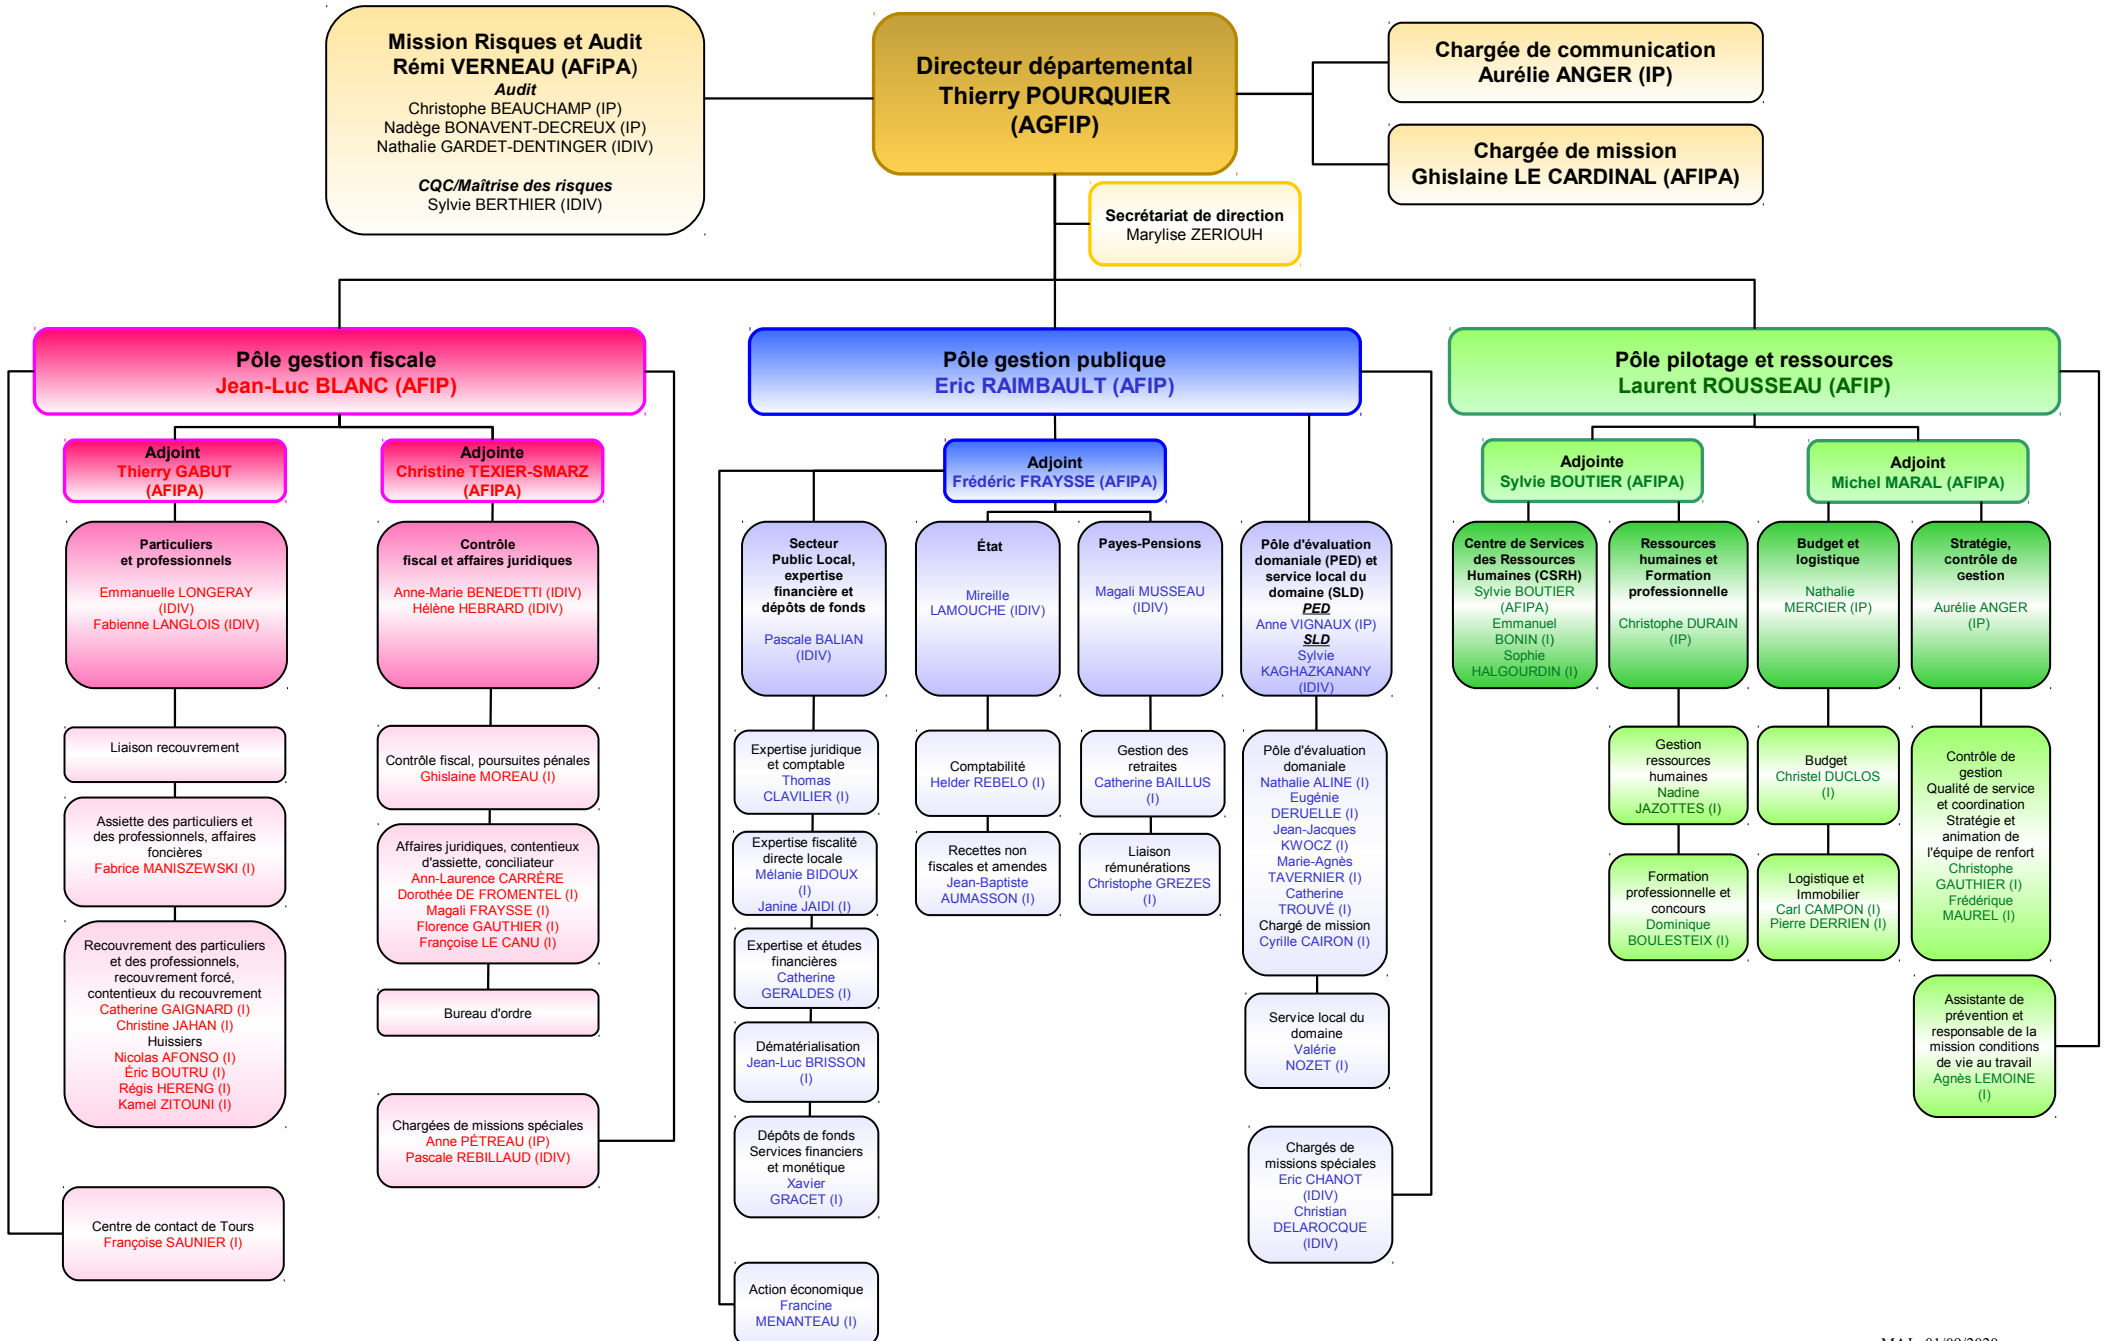 Mission Risques et Audit
Rémi VERNEAU (AFiPA)
Audit
Christophe BEAUCHAMP (IP)
Nadège BONAVENT-DECREUX (IP)
Nathalie GARDET-DENTINGER (IDIV)
CQC/Maîtrise des risques
Sylvie BERTHIER (IDIV)
Directeur départemental
Thierry POURQUIER
(AGFIP)
Chargée de communication
Aurélie ANGER (IP)
Chargée de mission
Ghislaine LE CARDINAL (AFIPA)
Secrétariat de direction
Marylise ZERIOUH
Pôle gestion fiscale
Jean-Luc BLANC (AFIP)
Adjoint
Thierry GABUT
(AFIPA)
Adjointe
Christine TEXIER-SMARZ
(AFIPA)
Particuliers
et professionnels
Emmanuelle LONGERAY
(IDIV)
Fabienne LANGLOIS (IDIV)
Contrôle
fiscal et affaires juridiques
Anne-Marie BENEDETTI (IDIV)
Hélène HEBRARD (IDIV)
Liaison recouvrement
Contrôle fiscal, poursuites pénales
Ghislaine MOREAU (I)
Assiette des particuliers et
des professionnels, affaires
foncières
Fabrice MANISZEWSKI (I)
Affaires juridiques, contentieux
d'assiette, conciliateur
Ann-Laurence CARRÈRE
Dorothée DE FROMENTEL (I)
Magali FRAYSSE (I)
Florence GAUTHIER (I)
Françoise LE CANU (I)
Recouvrement des particuliers
et des professionnels,
recouvrement forcé,
contentieux du recouvrement
Catherine GAIGNARD (I)
Christine JAHAN (I)
Huissiers
Nicolas AFONSO (I)
Éric BOUTRU (I)
Régis HERENG (I)
Kamel ZITOUNI (I)
Bureau d'ordre
Chargées de missions spéciales
Anne PÉTREAU (IP)
Pascale REBILLAUD (IDIV)
Centre de contact de Tours
Françoise SAUNIER (I)
Pôle gestion publique
Eric RAIMBAULT (AFIP)
Adjoint
Frédéric FRAYSSE (AFIPA)
Secteur
Public Local,
expertise
financière et
dépôts de fonds
Pascale BALIAN
(IDIV)
État
Mireille
LAMOUCHE (IDIV)
Payes-Pensions
Magali MUSSEAU
(IDIV)
Pôle d'évaluation
domaniale (PED) et
service local du
domaine (SLD)
PED
Anne VIGNAUX (IP)
SLD
Sylvie
KAGHAZKANANY
(IDIV)
Expertise juridique
et comptable
Thomas
CLAVILIER (I)
Comptabilité
Helder REBELO (I)
Gestion des
retraites
Catherine BAILLUS
(I)
Pôle d'évaluation
domaniale
Nathalie ALINE (I)
Eugénie
DERUELLE (I)
Jean-Jacques
KWOCZ (I)
Marie-Agnès
TAVERNIER (I)
Catherine
TROUVÉ (I)
Chargé de mission
Cyrille CAIRON (I)
Expertise fiscalité
directe locale
Mélanie BIDOUX
(I)
Janine JAIDI (I)
Recettes non
fiscales et amendes
Jean-Baptiste
AUMASSON (I)
Liaison
rémunérations
Christophe GREZES
(I)
Expertise et études
financières
Catherine
GERALDES (I)
Dématérialisation
Jean-Luc BRISSON
(I)
Service local du
domaine
Valérie
NOZET (I)
Dépôts de fonds
Services financiers
et monétique
Xavier
GRACET (I)
Chargés de
missions spéciales
Eric CHANOT
(IDIV)
Christian
DELAROCQUE
(IDIV)
Action économique
Francine
MENANTEAU (I)
Pôle pilotage et ressources
Laurent ROUSSEAU (AFIP)
Adjointe
Sylvie BOUTIER (AFIPA)
Adjoint
Michel MARAL (AFIPA)
Centre de Services
des Ressources
Humaines (CSRH)
Sylvie BOUTIER
(AFIPA)
Emmanuel
BONIN (I)
Sophie
HALGOURDIN (I)
Ressources
humaines et
Formation
professionnelle
Christophe DURAIN
(IP)
Budget et
logistique
Nathalie
MERCIER (IP)
Stratégie,
contrôle de
gestion
Aurélie ANGER
(IP)
Gestion
ressources
humaines
Nadine
JAZOTTES (I)
Budget
Christel DUCLOS
(I)
Contrôle de
gestion
Qualité de service
et coordination
Stratégie et
animation de
l'équipe de renfort
Christophe
GAUTHIER (I)
Frédérique
MAUREL (I)
Formation
professionnelle et
concours
Dominique
BOULESTEIX (I)
Logistique et
Immobilier
Carl CAMPON (I)
Pierre DERRIEN (I)
Assistante de
prévention et
responsable de la
mission conditions
de vie au travail
Agnès LEMOINE
(I)